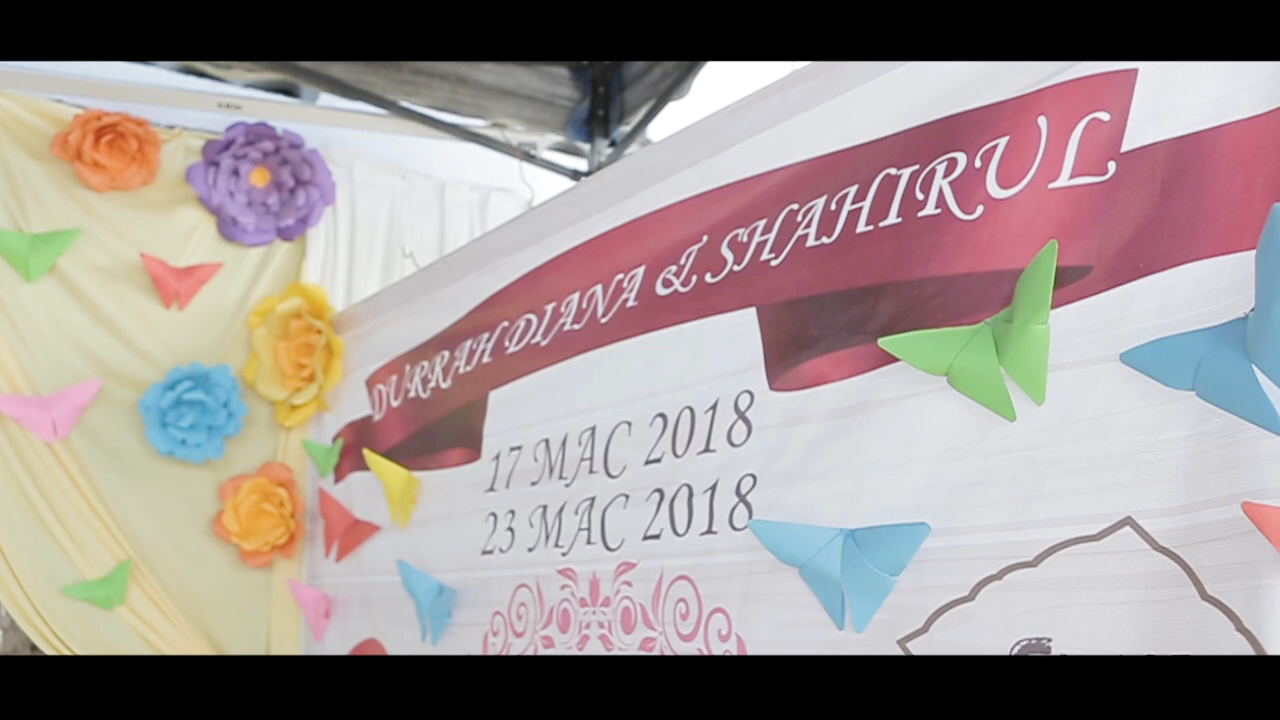 DURRAH DIANA & SHAHIRUL
17 MAC 2018
23 MAC 2018